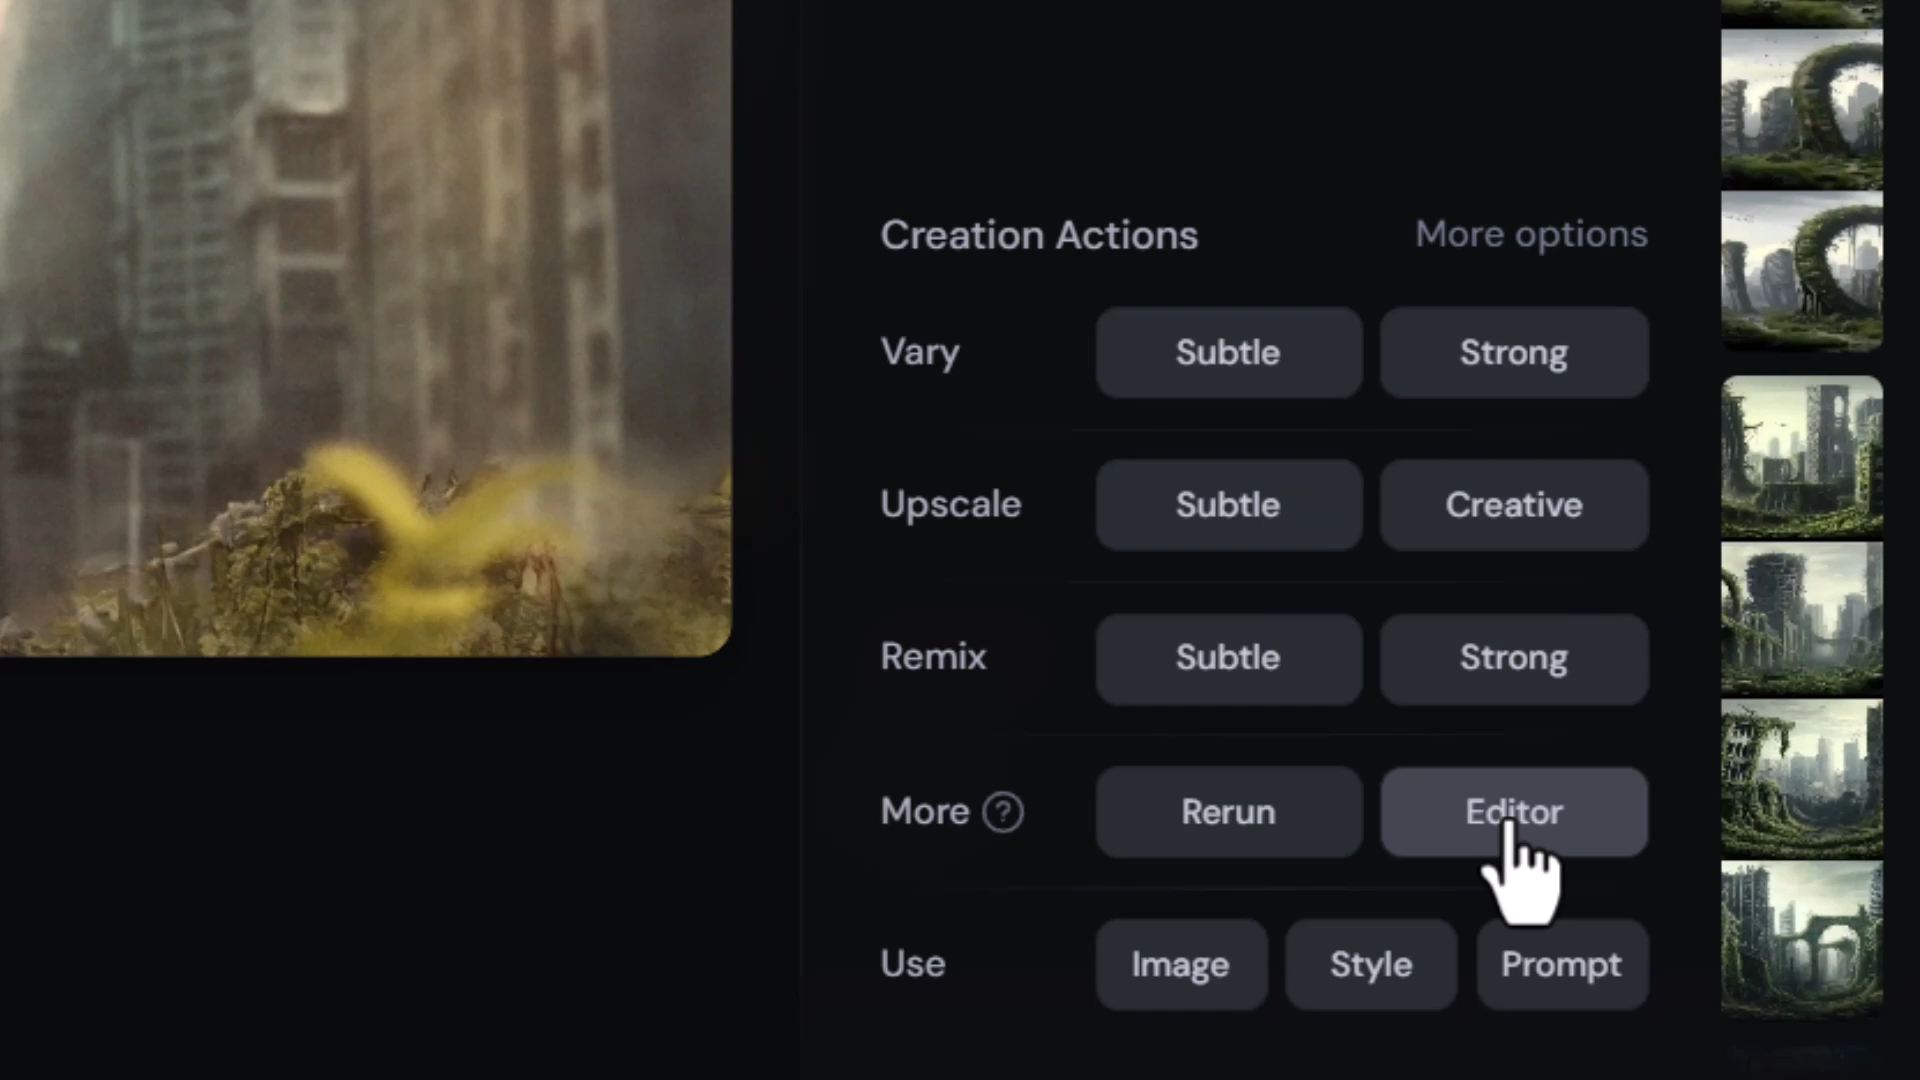 Creation Actions More options
Vary Subtle Strong
Upscale Subtle Creative
Remix Subtle Strong
More ? Rerun Editor
Use Image Style Prompt